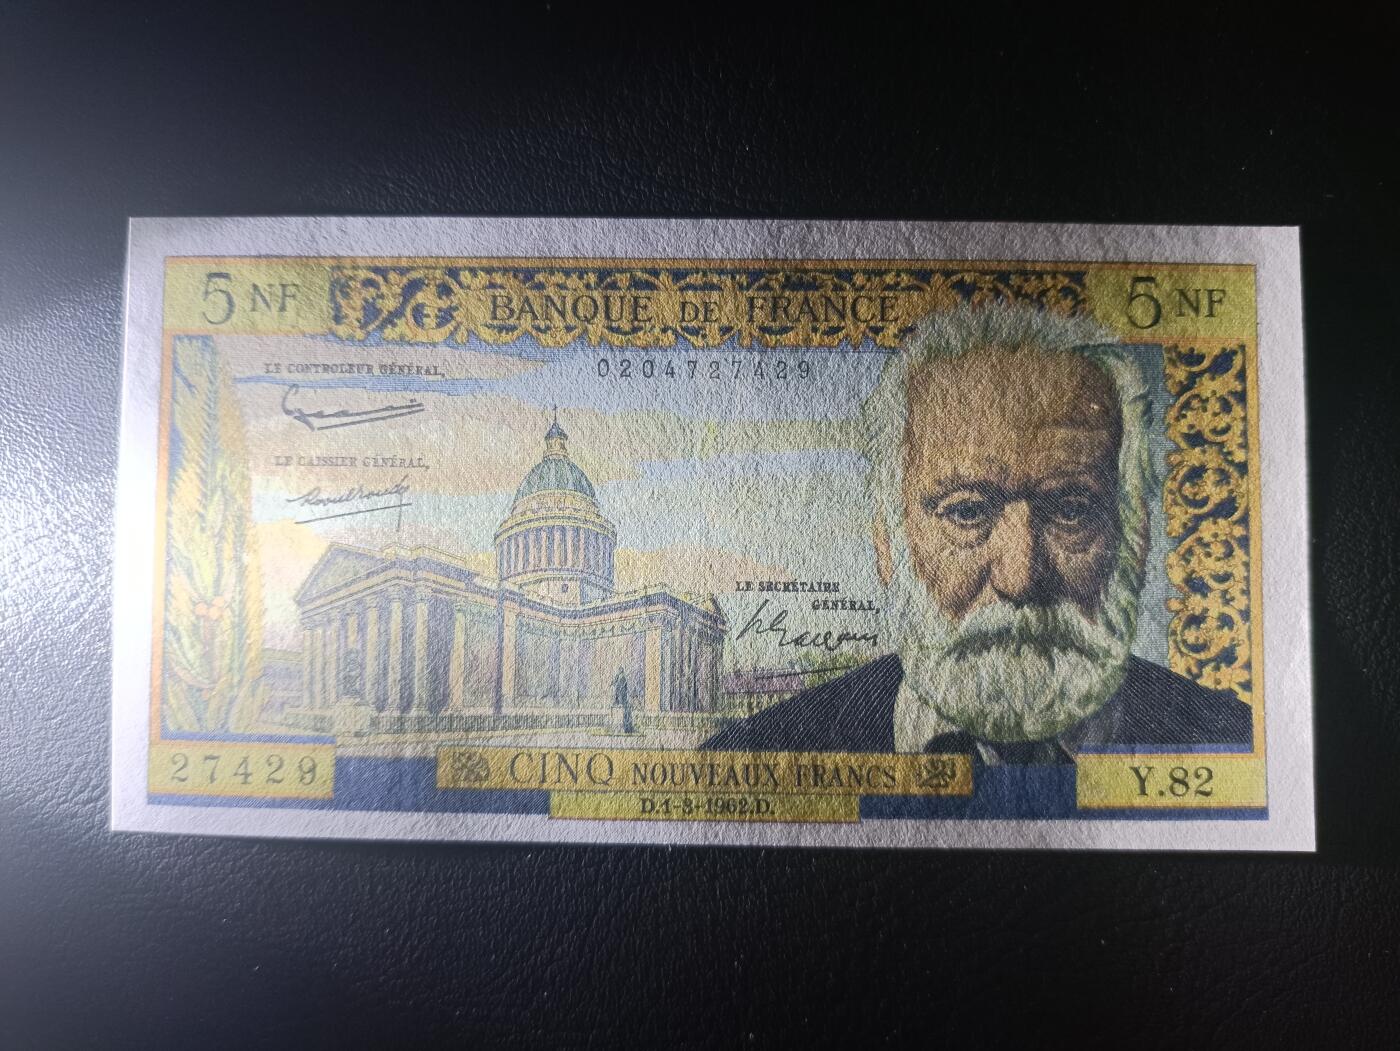 5 NF BANQUE DE FRANCE 5 NF
LE CONTROLEUR GÉNÉRAL,
0204727429
LE CAISSIER GÉNÉRAL,
LE SECRÉTAIRE
GÉNÉRAL,
27429
CINQ NOUVEAUX FRANCS
Y.82
D.1-3-1962.D.